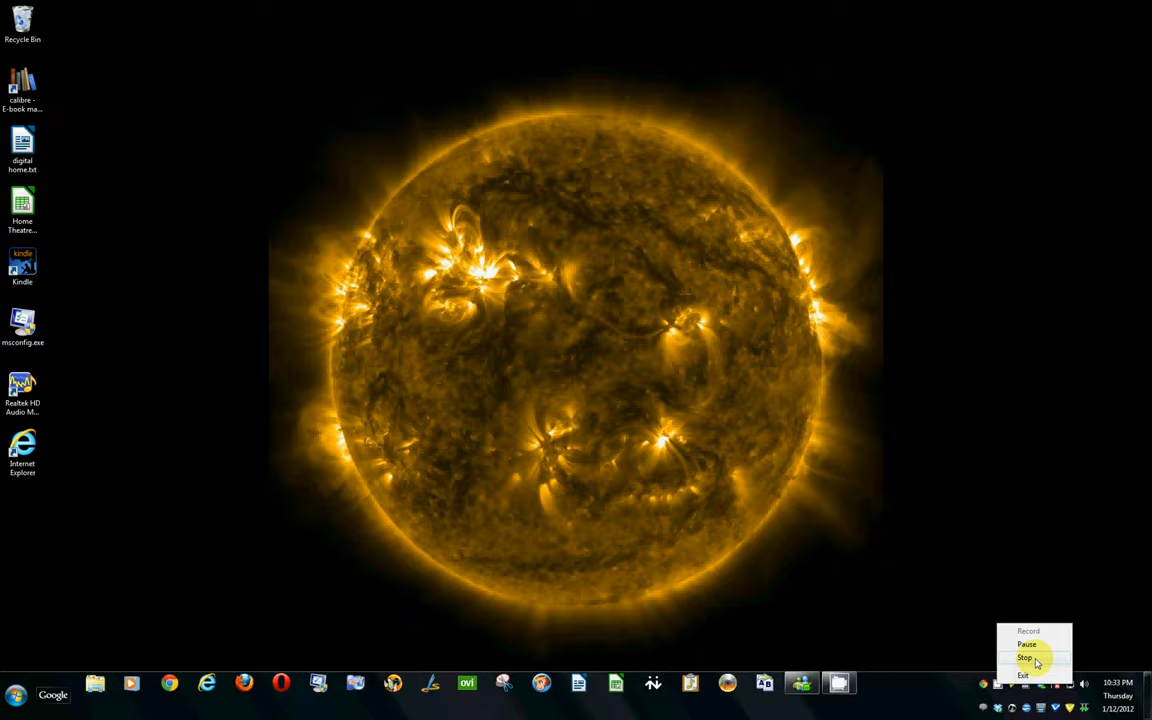 Recycle Bin
calibre -
E-book ma...
digital
home.txt
Home
Theatre...
kindle
Kindle
msconfig.exe
Realtek HD
Audio M...
Internet
Explorer
Record
Pause
Stop
Exit
Google
ovi
10:33 PM
Thursday
1/12/2012